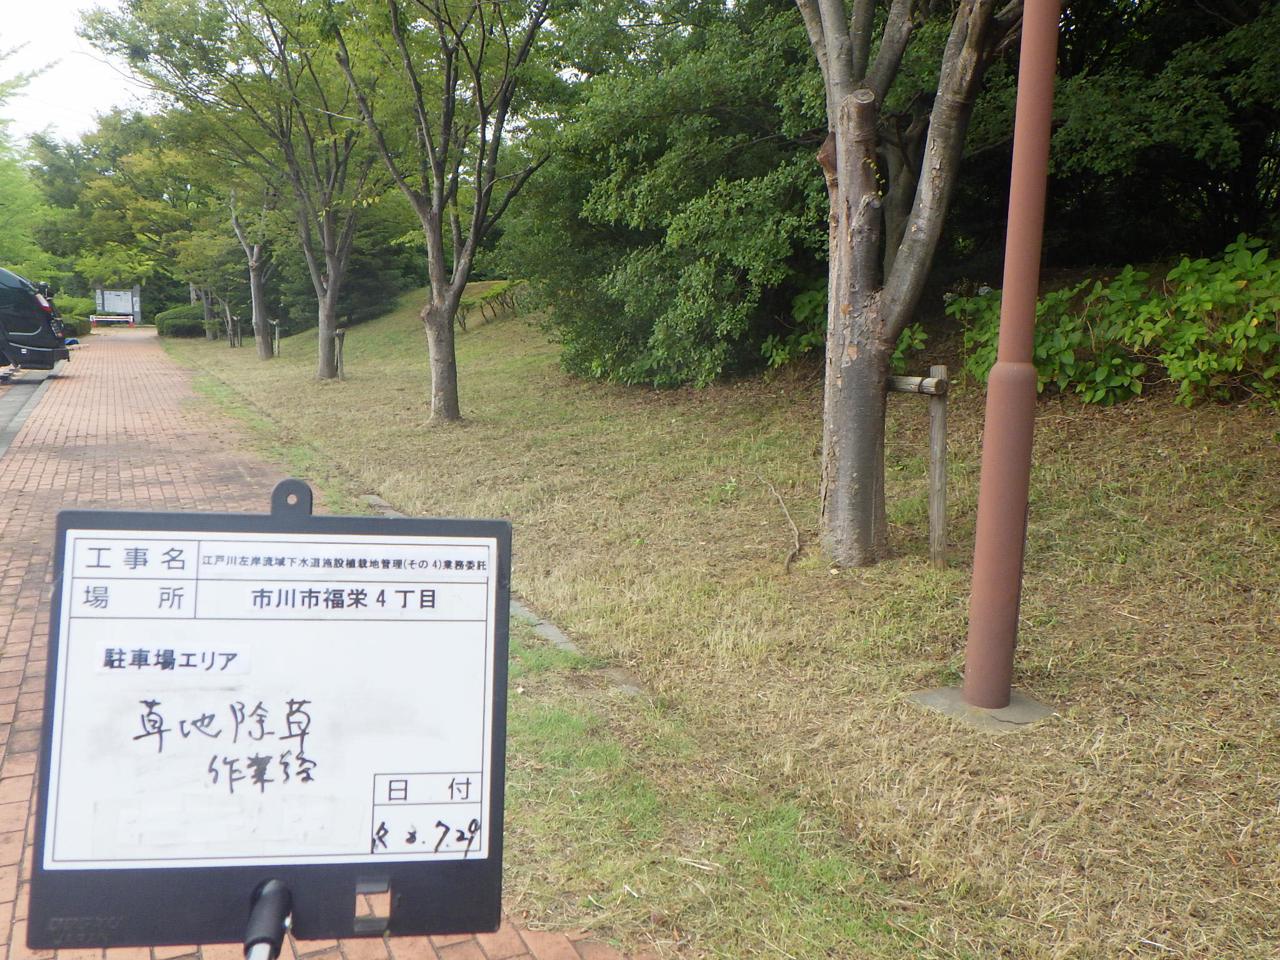 工事名 江戸川左岸流域下水道施設植栽地管理(その4)業務委託
場所 市川市福栄4丁目
駐車場エリア
草地除草
作業後
日付
R3.7.29